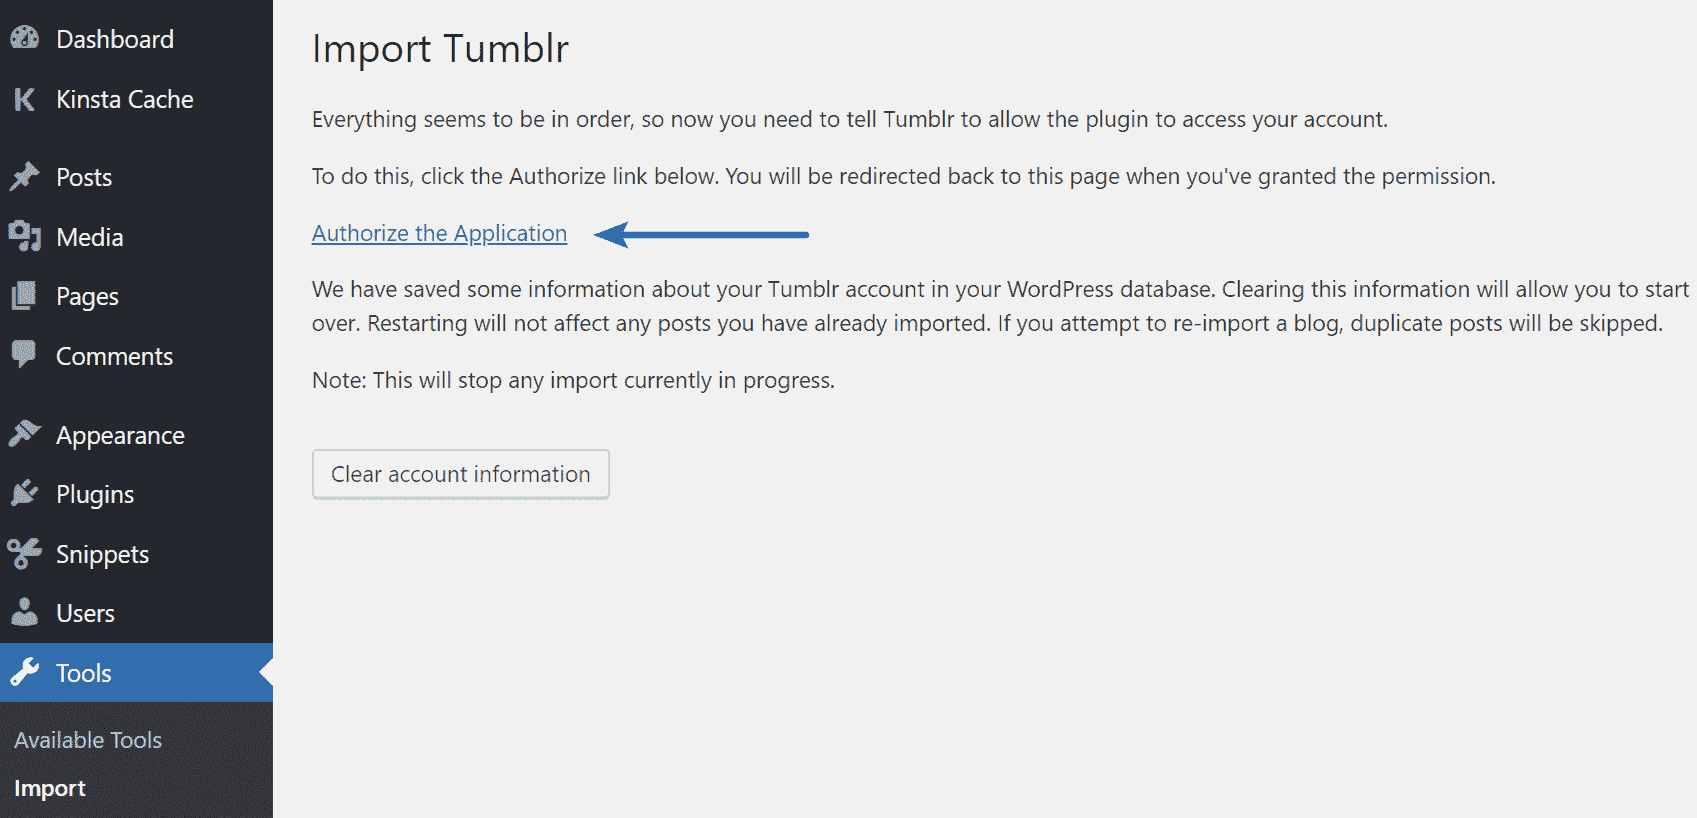 Dashboard
Kinsta Cache
Posts
Media
Pages
Comments
Appearance
Plugins
Snippets
Users
Tools
Available Tools
Import
Import Tumblr
Everything seems to be in order, so now you need to tell Tumblr to allow the plugin to access your account.
To do this, click the Authorize link below. You will be redirected back to this page when you've granted the permission.
Authorize the Application
We have saved some information about your Tumblr account in your WordPress database. Clearing this information will allow you to start
over. Restarting will not affect any posts you have already imported. If you attempt to re-import a blog, duplicate posts will be skipped.
Note: This will stop any import currently in progress.
Clear account information